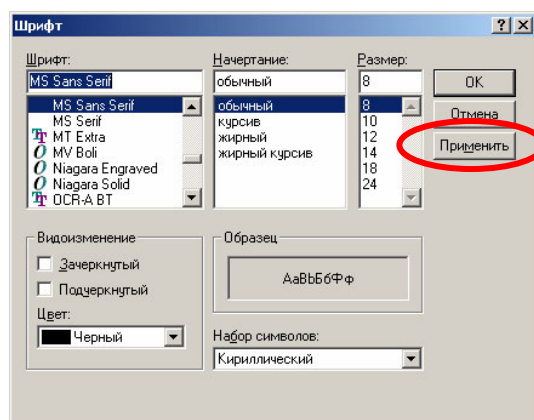 Шрифт
Шрифт:
MS Sans Serif
MS Sans Serif
MS Serif
MT Extra
MV Boli
Niagara Engraved
Niagara Solid
OCR-A BT
Начертание:
обычный
обычный
курсив
жирный
жирный курсив
Размер:
8
8
10
12
14
18
24
OK
Отмена
Применить
Видоизменение
Зачеркнутый
Подчеркнутый
Цвет:
Черный
Образец
АаВbБбФф
Набор символов:
Кириллический